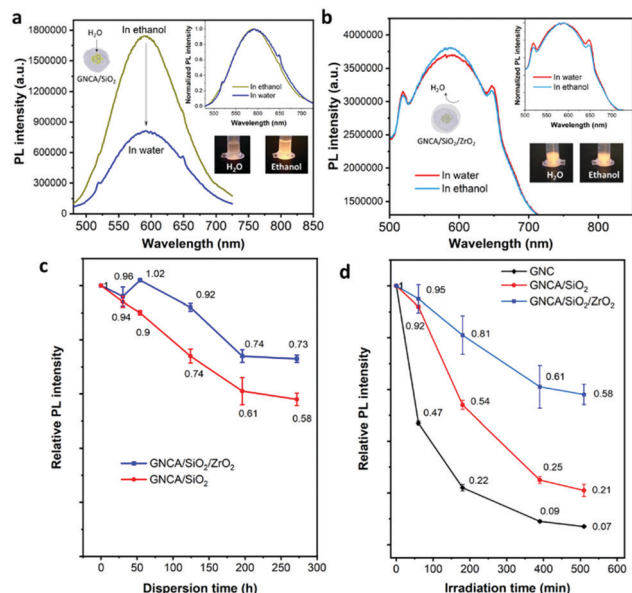 a
H₂O
GNCA/SiO₂
In ethanol
In water
PL intensity (a.u.)
1800000
1500000
1200000
900000
600000
300000
0
500 550 600 650 700 750 800 850
Wavelength (nm)
Normalized PL intensity
1.0
0.8
0.6
0.4
0.2
0.0
500 550 600 650 700
Wavelength (nm)
In ethanol
In water
H₂O
Ethanol
b
PL intensity (a.u.)
4000000
3500000
3000000
2500000
2000000
1500000
500 600 700 800
Wavelength (nm)
H₂O
GNCA/SiO₂/ZrO₂
In water
In ethanol
Normalized PL intensity
500 550 600 650 700
Wavelength (nm)
In water
In ethanol
H₂O
Ethanol
c
Relative PL intensity
1
0.96
1.02
0.92
0.74
0.73
0.94
0.9
0.74
0.61
0.58
GNCA/SiO₂/ZrO₂
GNCA/SiO₂
0 50 100 150 200 250 300
Dispersion time (h)
d
Relative PL intensity
GNC
GNCA/SiO₂
GNCA/SiO₂/ZrO₂
1
0.95
0.92
0.81
0.61
0.58
0.54
0.47
0.25
0.21
0.22
0.09
0.07
0 100 200 300 400 500
Irradiation time (min)